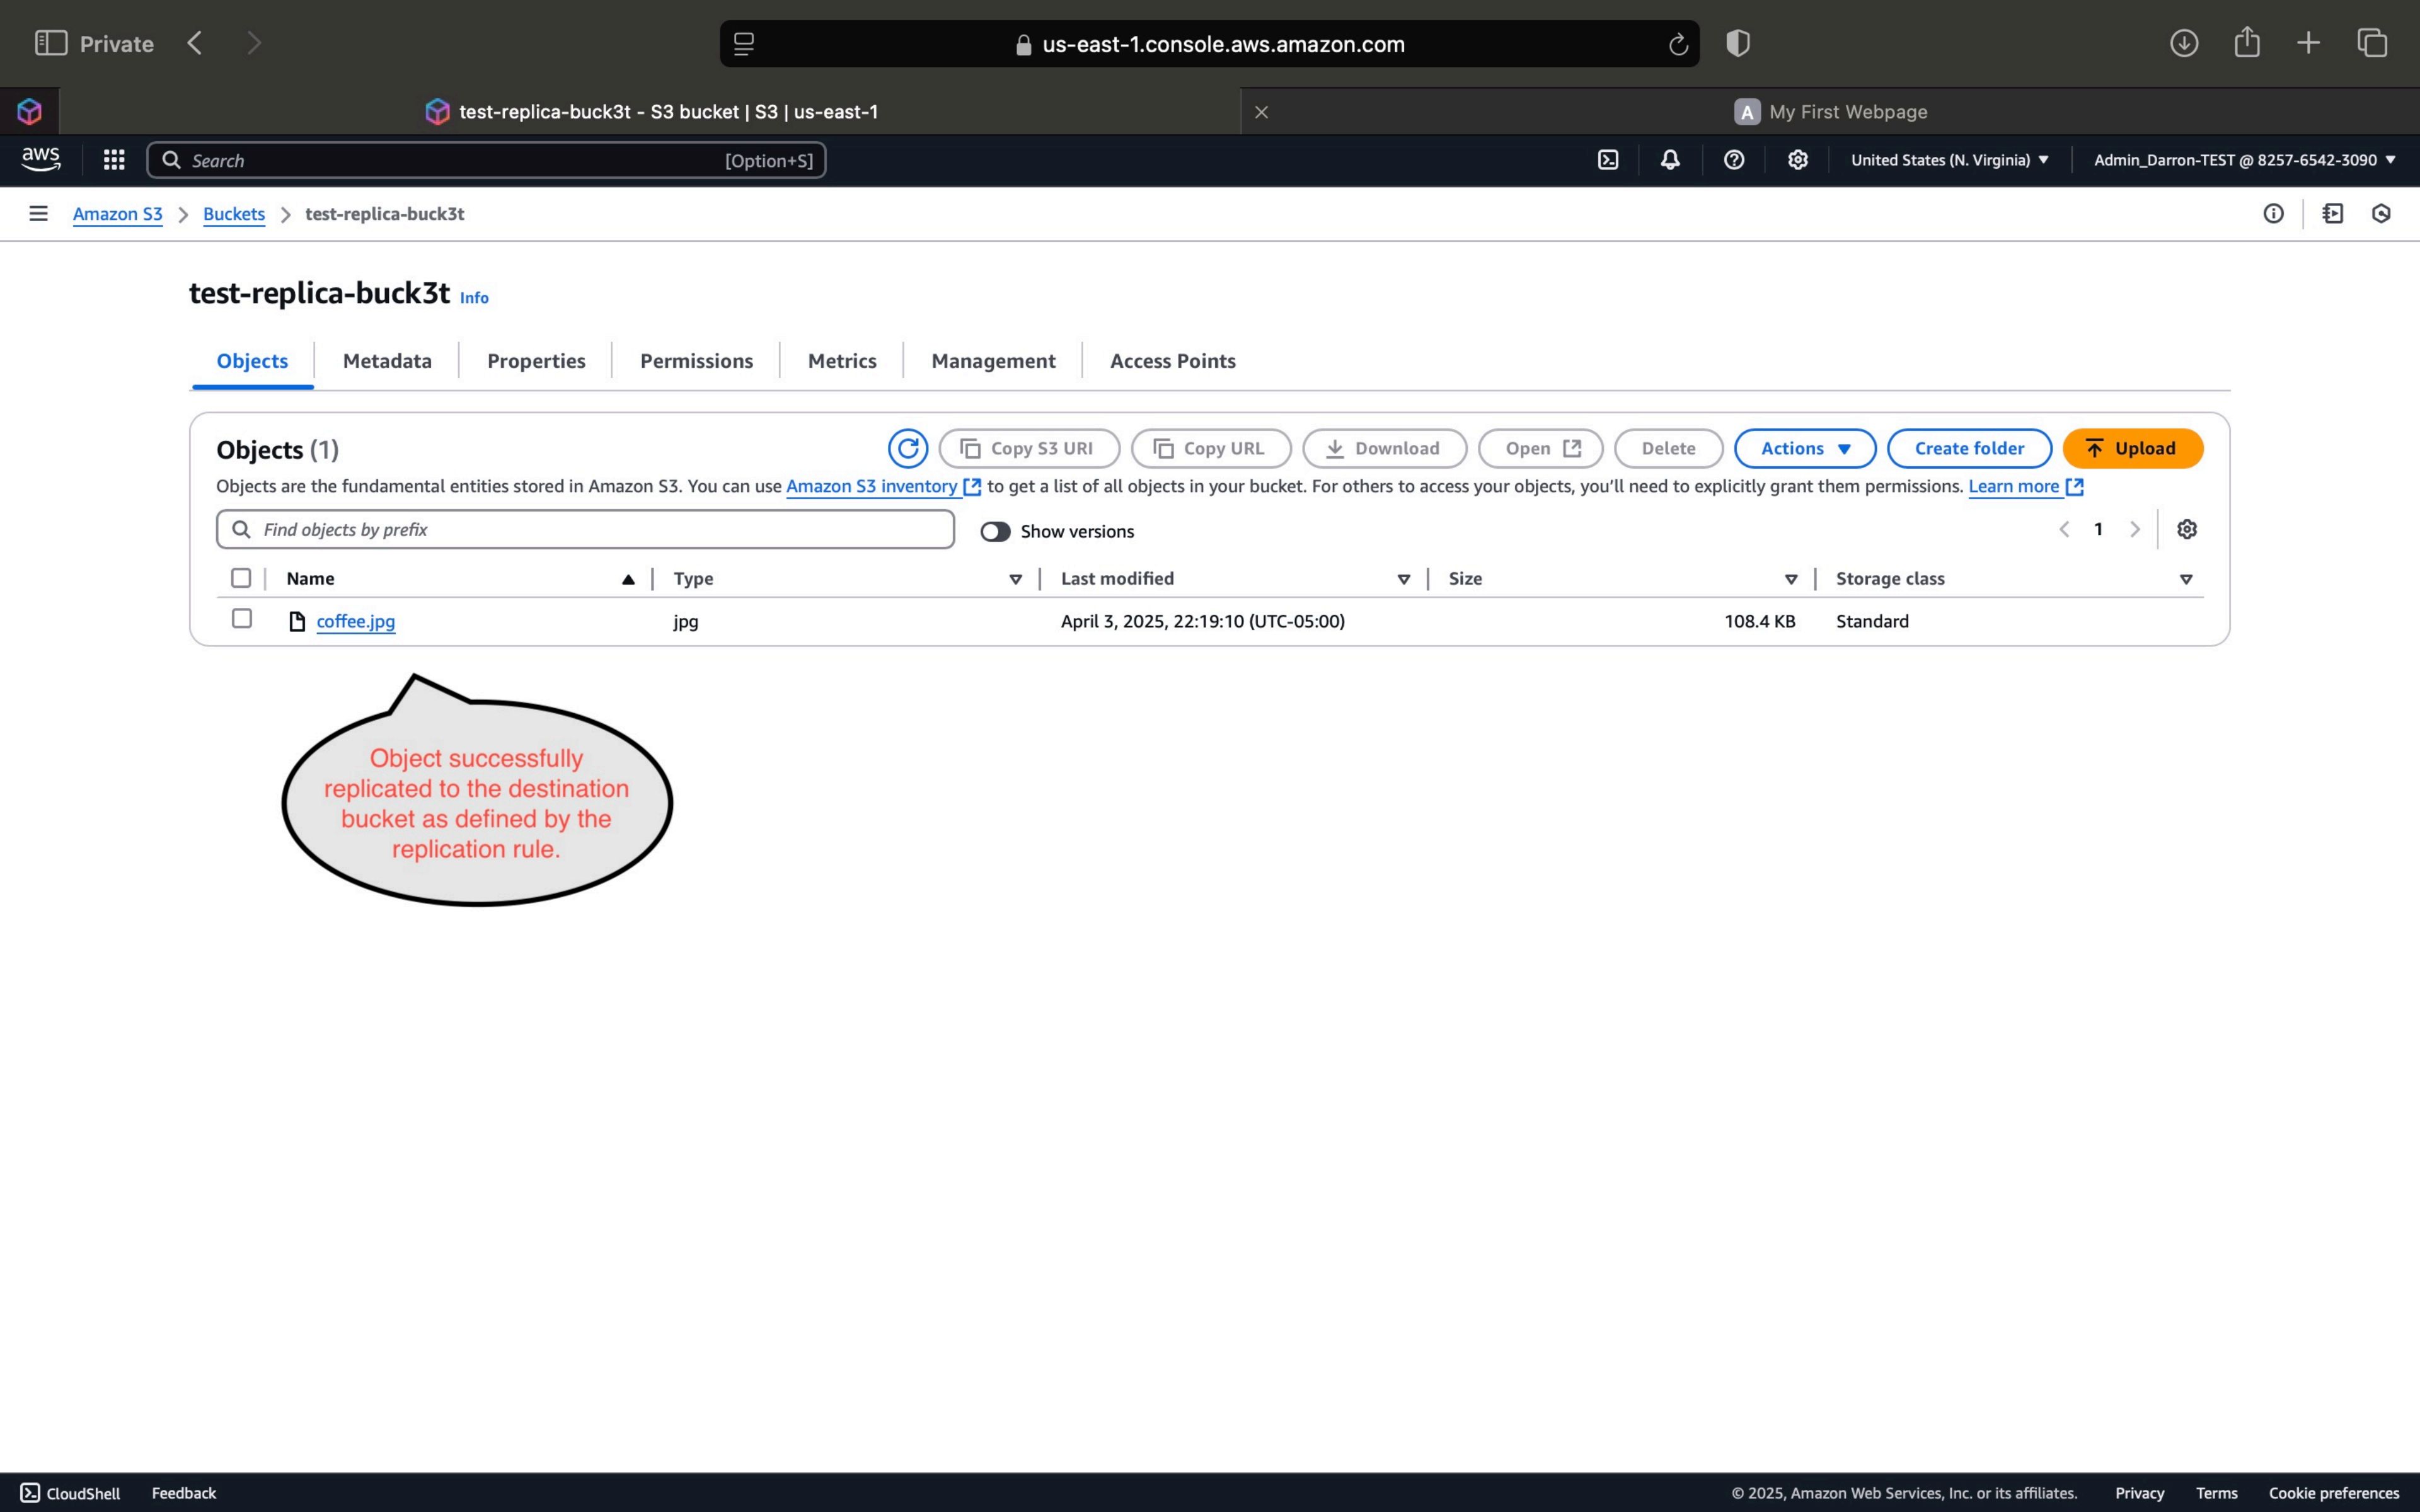 Private
us-east-1.console.aws.amazon.com
test-replica-buck3t - S3 bucket | S3 | us-east-1
A My First Webpage
aws
Search [Option+S]
United States (N. Virginia) Admin_Darron-TEST @ 8257-6542-3090
Amazon S3 > Buckets > test-replica-buck3t
test-replica-buck3t Info
Objects Metadata Properties Permissions Metrics Management Access Points
Objects (1) Copy S3 URI Copy URL Download Open Delete Actions Create folder Upload
Objects are the fundamental entities stored in Amazon S3. You can use Amazon S3 inventory to get a list of all objects in your bucket. For others to access your objects, you'll need to explicitly grant them permissions. Learn more
Find objects by prefix Show versions 1
Name Type Last modified Size Storage class
coffee.jpg jpg April 3, 2025, 22:19:10 (UTC-05:00) 108.4 KB Standard
Object successfully
replicated to the destination
bucket as defined by the
replication rule.
CloudShell Feedback © 2025, Amazon Web Services, Inc. or its affiliates. Privacy Terms Cookie preferences